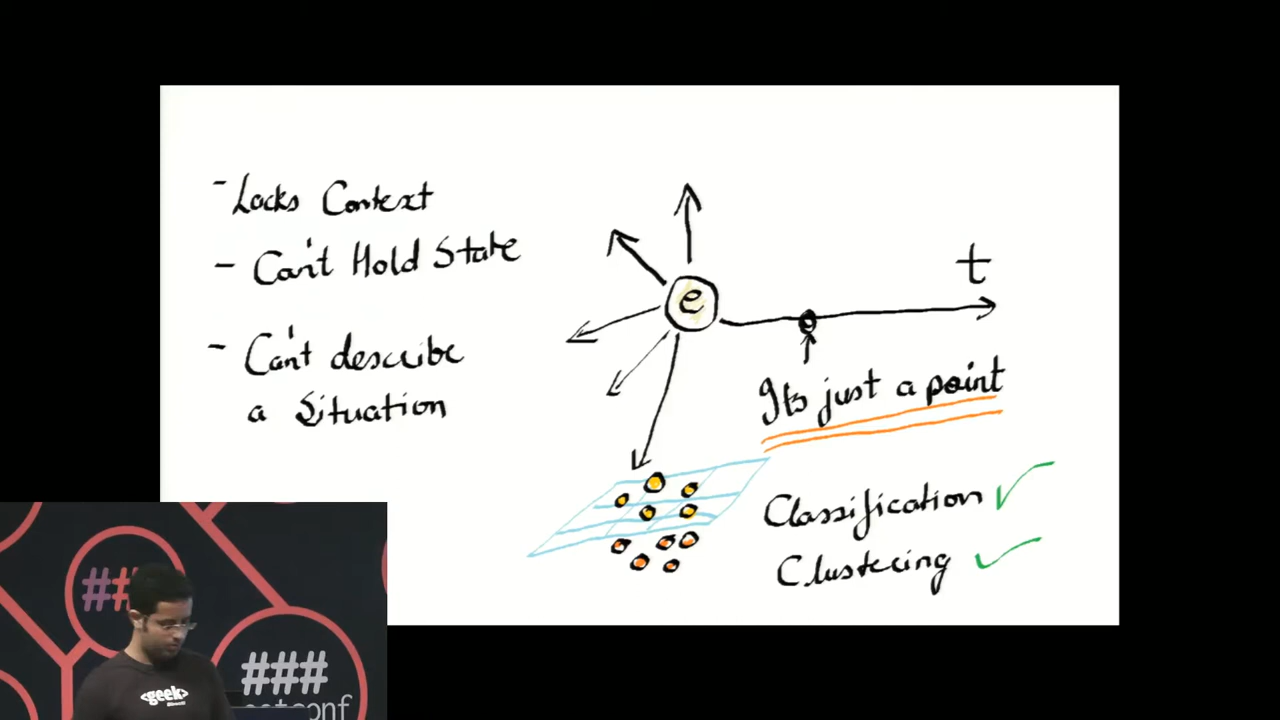 - Lacks Context
- Can't Hold State
- Can't describe
a Situation
e
t
Its just a point
Classification ✓
Clustering ✓
##
###
<geek>